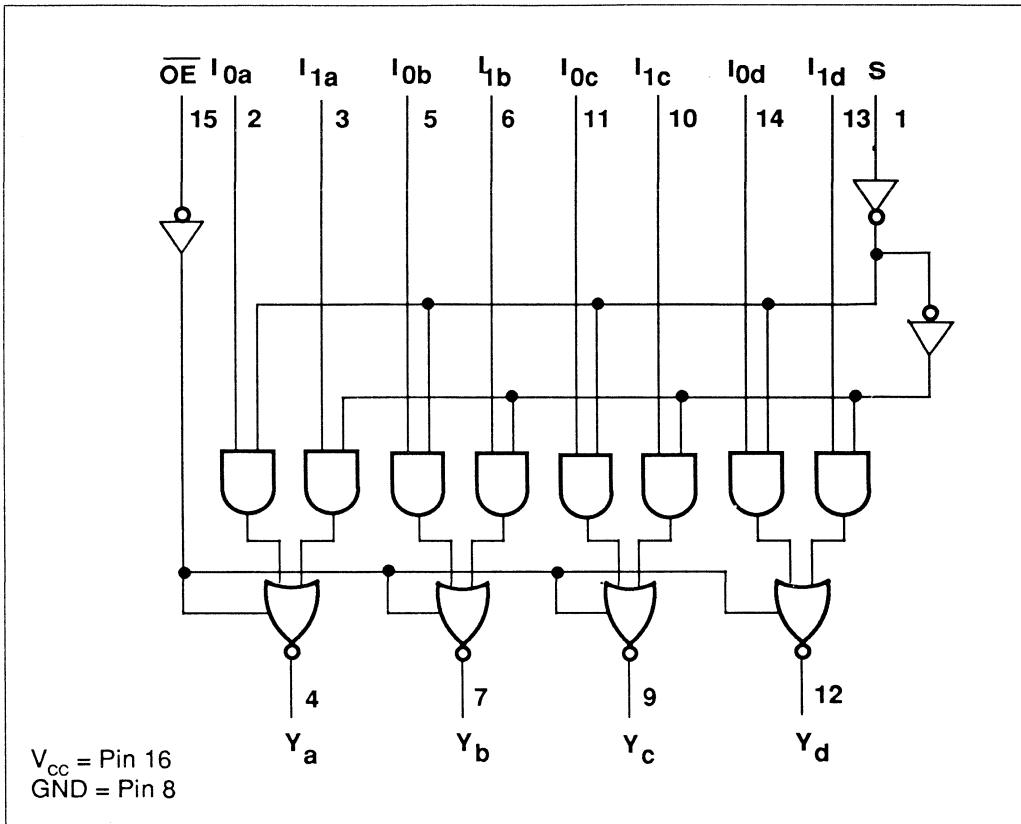 OE I0a I1a I0b I1b I0c I1c I0d I1d S
15 2 3 5 6 11 10 14 13 1
4 7 9 12
Ya Yb Yc Yd
VCC = Pin 16
GND = Pin 8